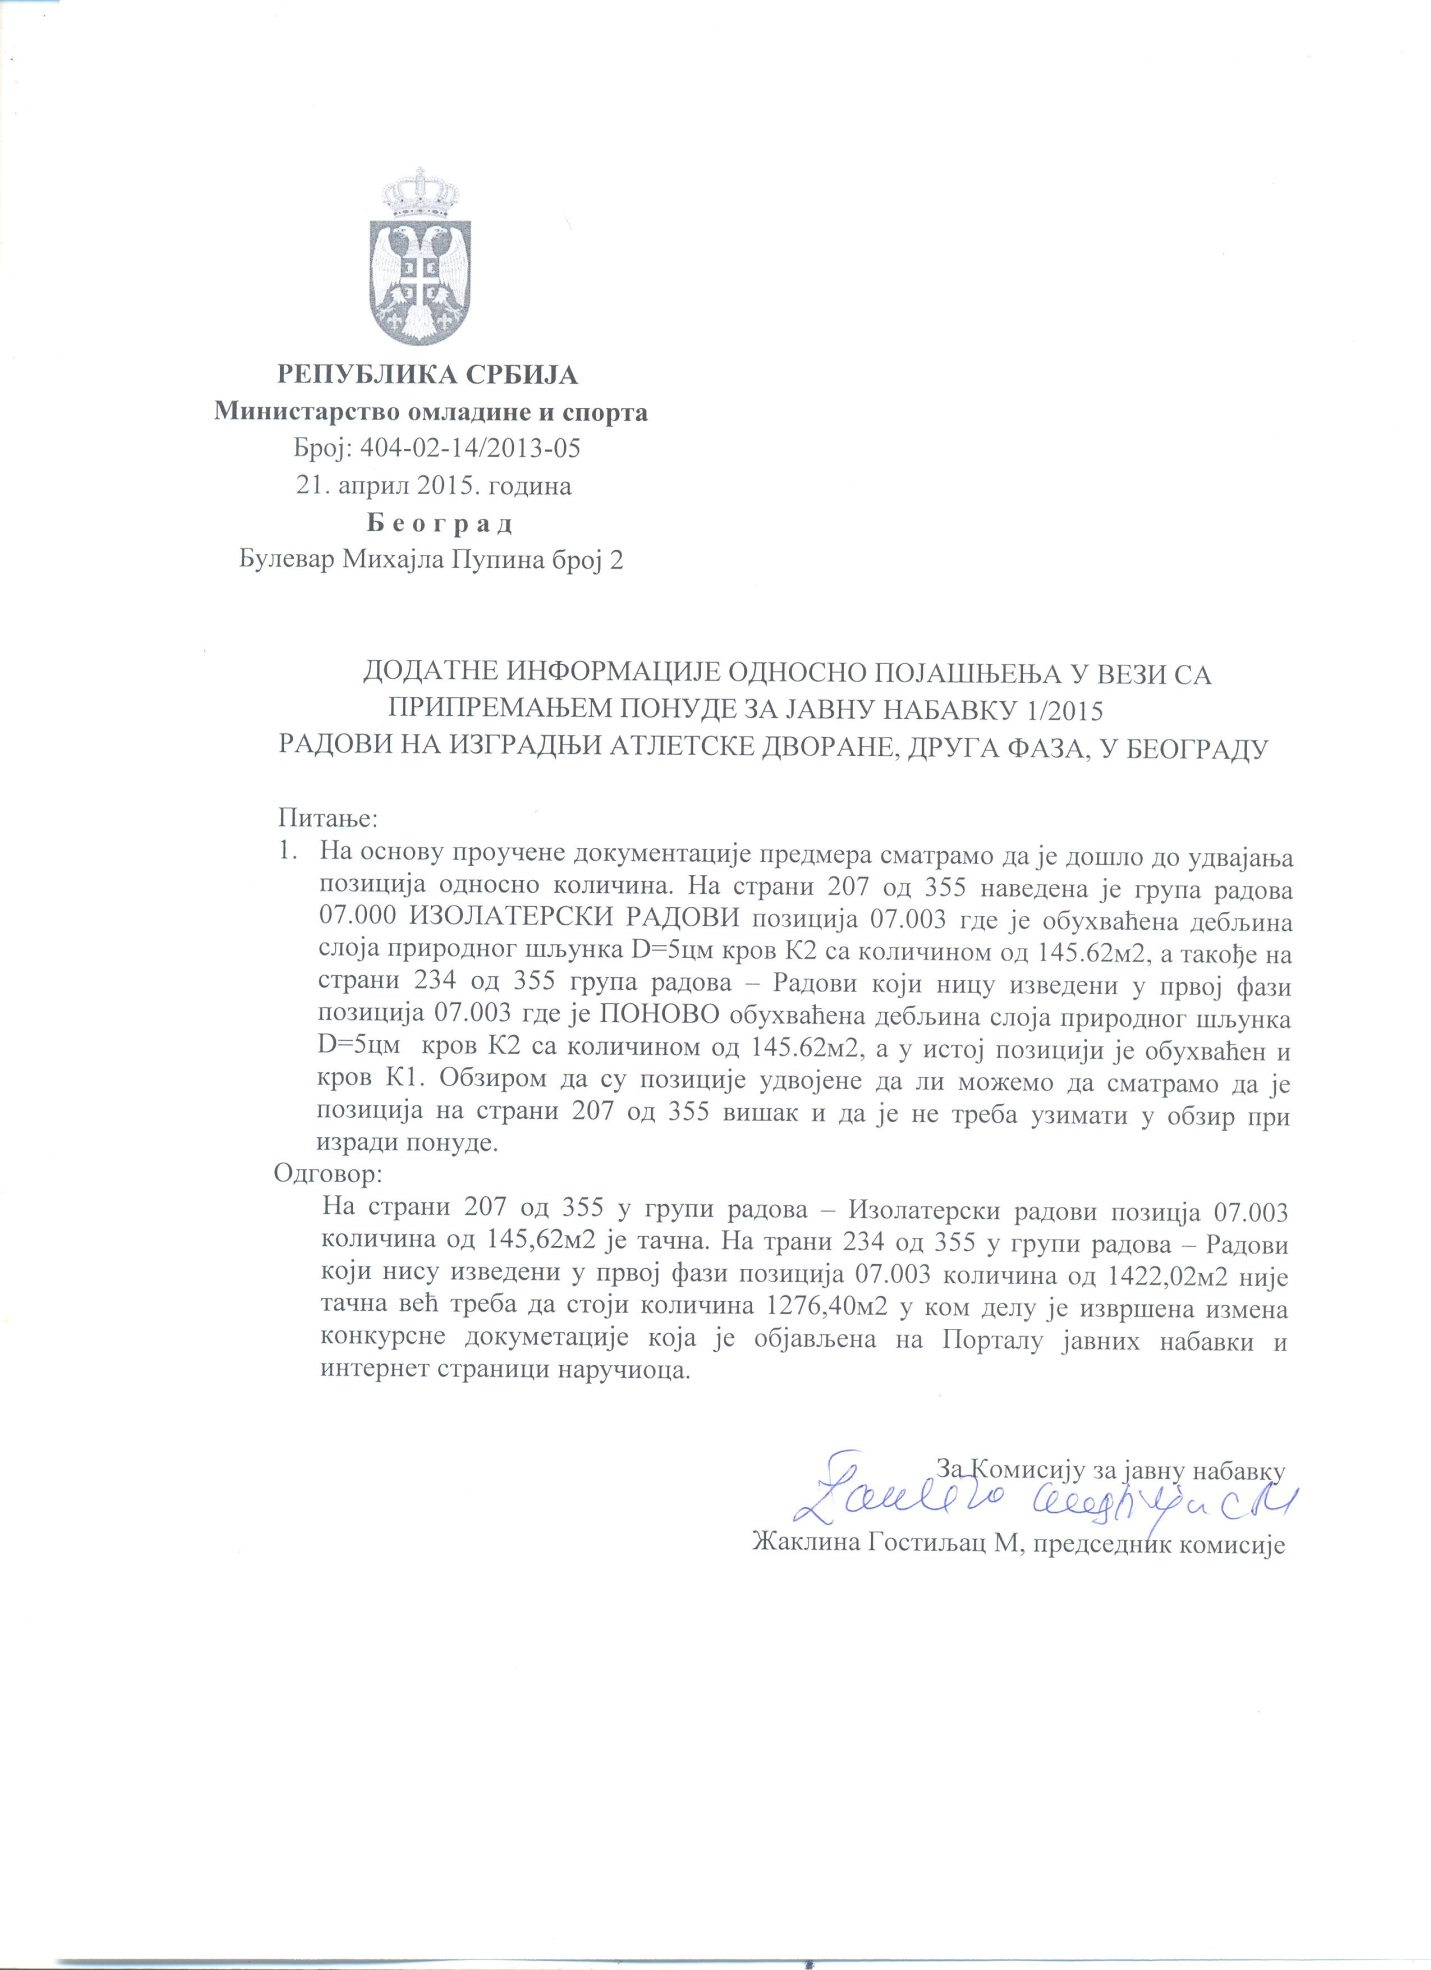 РЕПУБЛИКА СРБИЈА
Министарство омладине и спорта
Број: 404-02-14/2013-05
21. април 2015. година
Б е о г р а д
Булевар Михајла Пупина број 2
ДОДАТНЕ ИНФОРМАЦИЈЕ ОДНОСНО ПОЈАШЊЕЊА У ВЕЗИ СА
ПРИПРЕМАЊЕМ ПОНУДЕ ЗА ЈАВНУ НАБАВКУ 1/2015
РАДОВИ НА ИЗГРАДЊИ АТЛЕТСКЕ ДВОРАНЕ, ДРУГА ФАЗА, У БЕОГРАДУ
Питање:
1. На основу проучене документације предмера сматрамо да је дошло до удвајања
позиција односно количина. На страни 207 од 355 наведена је група радова
07.000 ИЗОЛАТЕРСКИ РАДОВИ позиција 07.003 где је обухваћена дебљина
слоја природног шљунка D=5цм кров К2 са количином од 145.62м2, а такође на
страни 234 од 355 група радова – Радови који ницу изведени у првој фази
позиција 07.003 где је ПОНОВО обухваћена дебљина слоја природног шљунка
D=5цм кров К2 са количином од 145.62м2, а у истој позицији је обухваћен и
кров К1. Обзиром да су позиције удвојене да ли можемо да сматрамо да је
позиција на страни 207 од 355 вишак и да је не треба узимати у обзир при
изради понуде.
Одговор:
На страни 207 од 355 у групи радова – Изолатерски радови позицја 07.003
количина од 145,62м2 је тачна. На трани 234 од 355 у групи радова – Радови
који нису изведени у првој фази позиција 07.003 количина од 1422,02м2 није
тачна већ треба да стоји количина 1276,40м2 у ком делу је извршена измена
конкурсне докуметације која је објављена на Порталу јавних набавки и
интернет страници наручиоца.
За Комисију за јавну набавку
Жаклина Гостиљац М, председник комисије